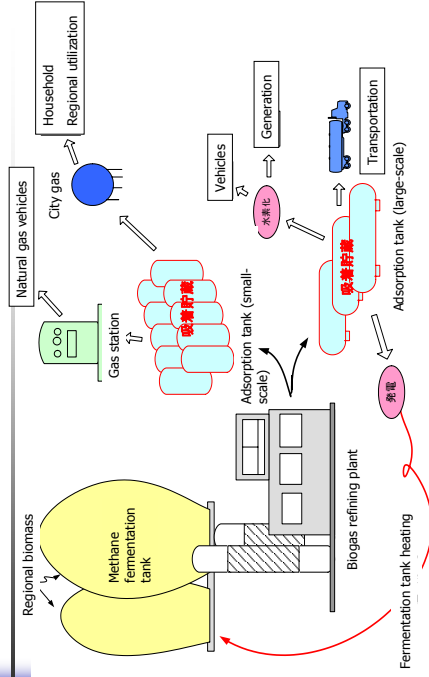 Regional biomass
Methane
fermentation
tank
Biogas refining plant
Fermentation tank heating
Natural gas vehicles
Gas station
City gas
Household
Regional utilization
吸着貯蔵
Adsorption tank (small-
scale)
Vehicles
Generation
水素化
吸着貯蔵
Transportation
Adsorption tank (large-scale)
発電